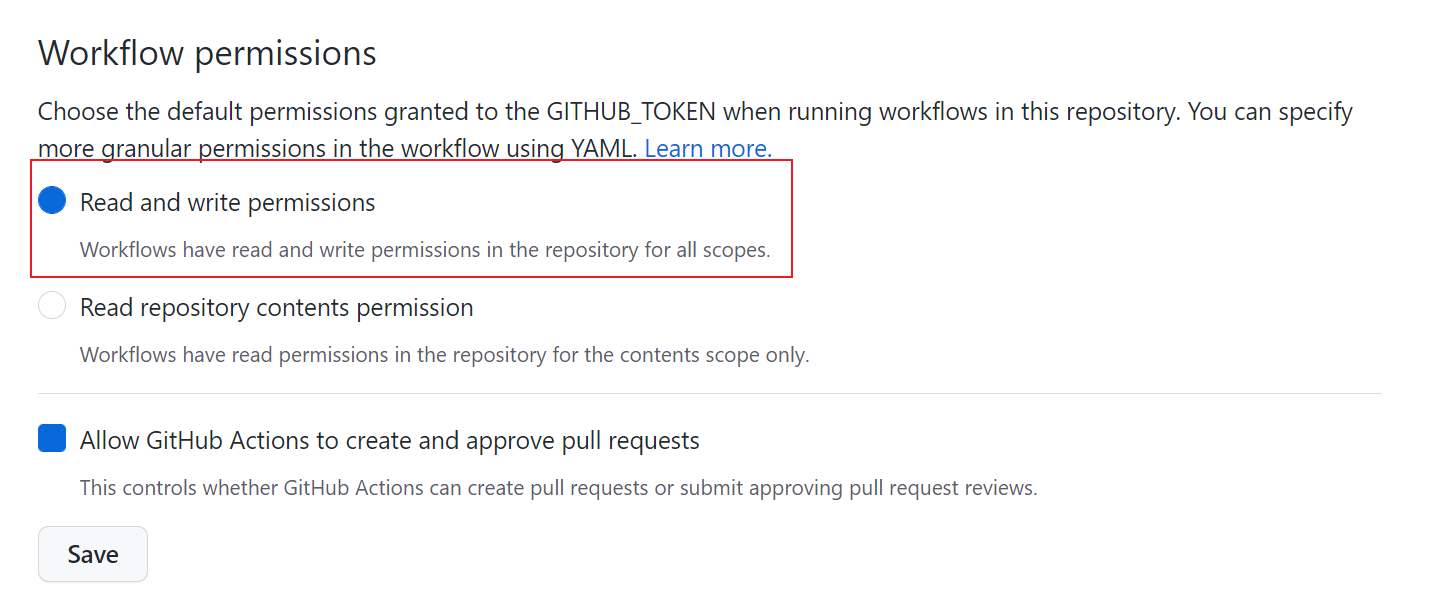 Workflow permissions
Choose the default permissions granted to the GITHUB_TOKEN when running workflows in this repository. You can specify
more granular permissions in the workflow using YAML. Learn more.
Read and write permissions
Workflows have read and write permissions in the repository for all scopes.
Read repository contents permission
Workflows have read permissions in the repository for the contents scope only.
Allow GitHub Actions to create and approve pull requests
This controls whether GitHub Actions can create pull requests or submit approving pull request reviews.
Save